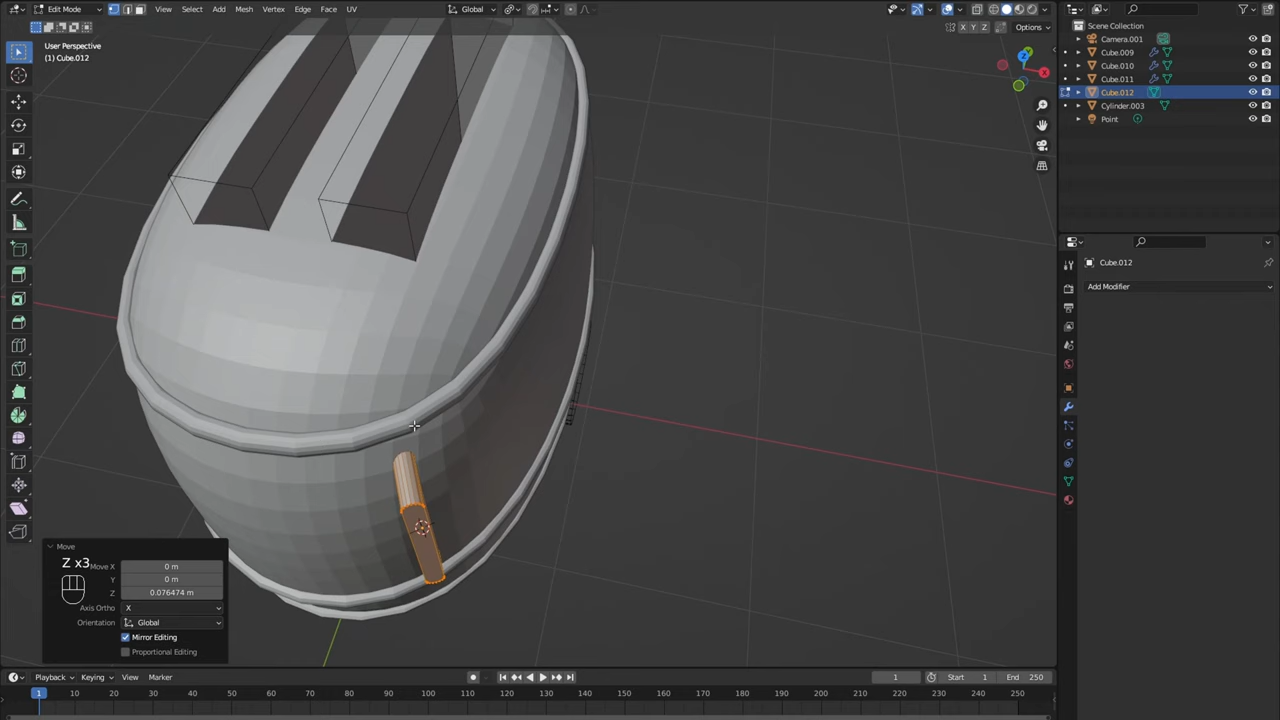 Edit Mode
View Select Add Mesh Vertex Edge Face UV
Global
X Y Z Options
User Perspective
(1) Cube.012
Scene Collection
Camera.001
Cube.009
Cube.010
Cube.011
Cube.012
Cylinder.003
Point
Cube.012
Add Modifier
Move
Z x3
Move X 0 m
Y 0 m
Z 0.076474 m
Axis Ortho X
Orientation Global
Mirror Editing
Proportional Editing
Playback Keying View Marker
1 Start 1 End 250
1 10 20 30 40 50 60 70 80 90 100 110 120 130 140 150 160 170 180 190 200 210 220 230 240 250